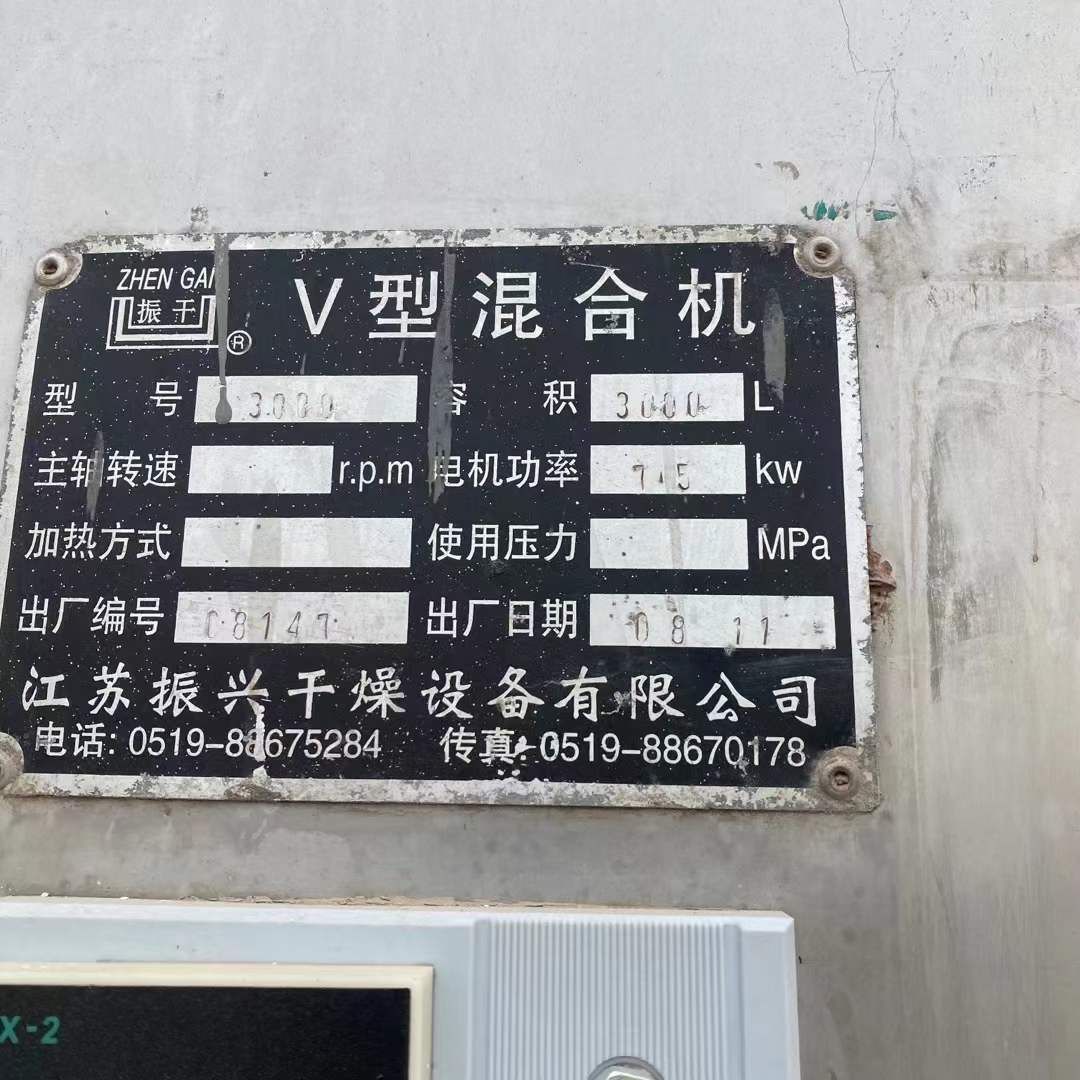 ZHEN GAN
振干
®
V型混合机
型 号 3000 容 积 3000 L
主轴转速 r.p.m 电机功率 7.5 kw
加热方式 使用压力 MPa
出厂编号 C8147 出厂日期 08 11
江苏振兴干燥设备有限公司
电话: 0519-88675284 传真: 0519-88670178
X-2